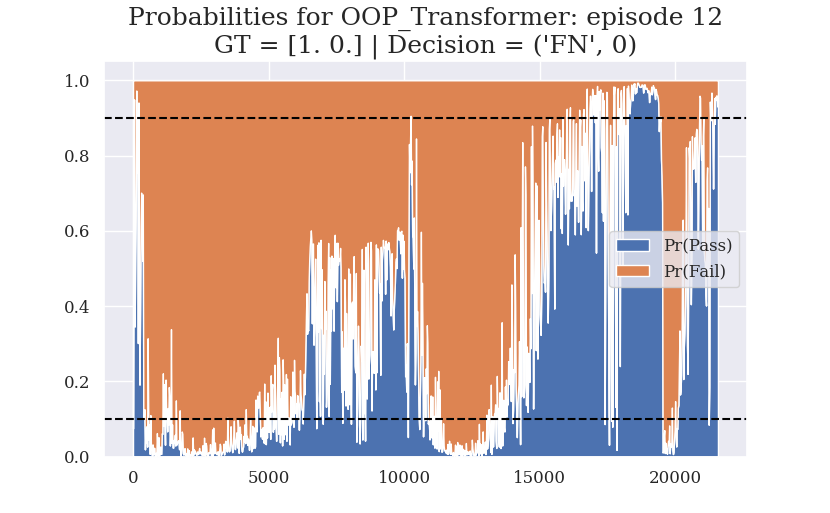 Probabilities for OOP_Transformer: episode 12
GT = [1. 0.] | Decision = ('FN', 0)
1.0
0.8
0.6
0.4
0.2
0.0
Pr(Pass)
Pr(Fail)
0
5000
10000
15000
20000